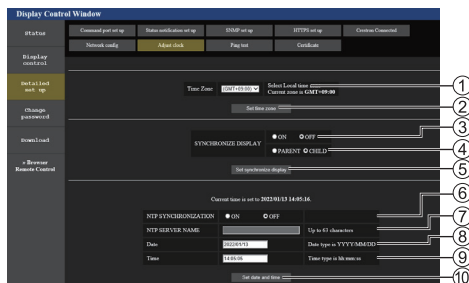 Display Control Window
Status
Command port set up
Status notification set up
SNMP set up
HTTPS set up
Crestron Connected
Network config
Adjust clock
Ping test
Certificate
Display control
Detailed set up
Change password
Download
» Browser Remote Control
Time Zone
(GMT+09:00)
Select Local time
Current zone is GMT+09:00
Set time zone
SYNCHRONIZE DISPLAY
ON OFF
PARENT CHILD
Set synchronize display
Current time is set to 2022/01/13 14:05:16.
NTP SYNCHRONIZATION ON OFF
NTP SERVER NAME Up to 63 characters
Date 2022/01/13 Date type is YYYY/MM/DD
Time 14:05:05 Time type is hh:mm:ss
Set date and time
1
2
3
4
5
6
7
8
9
10